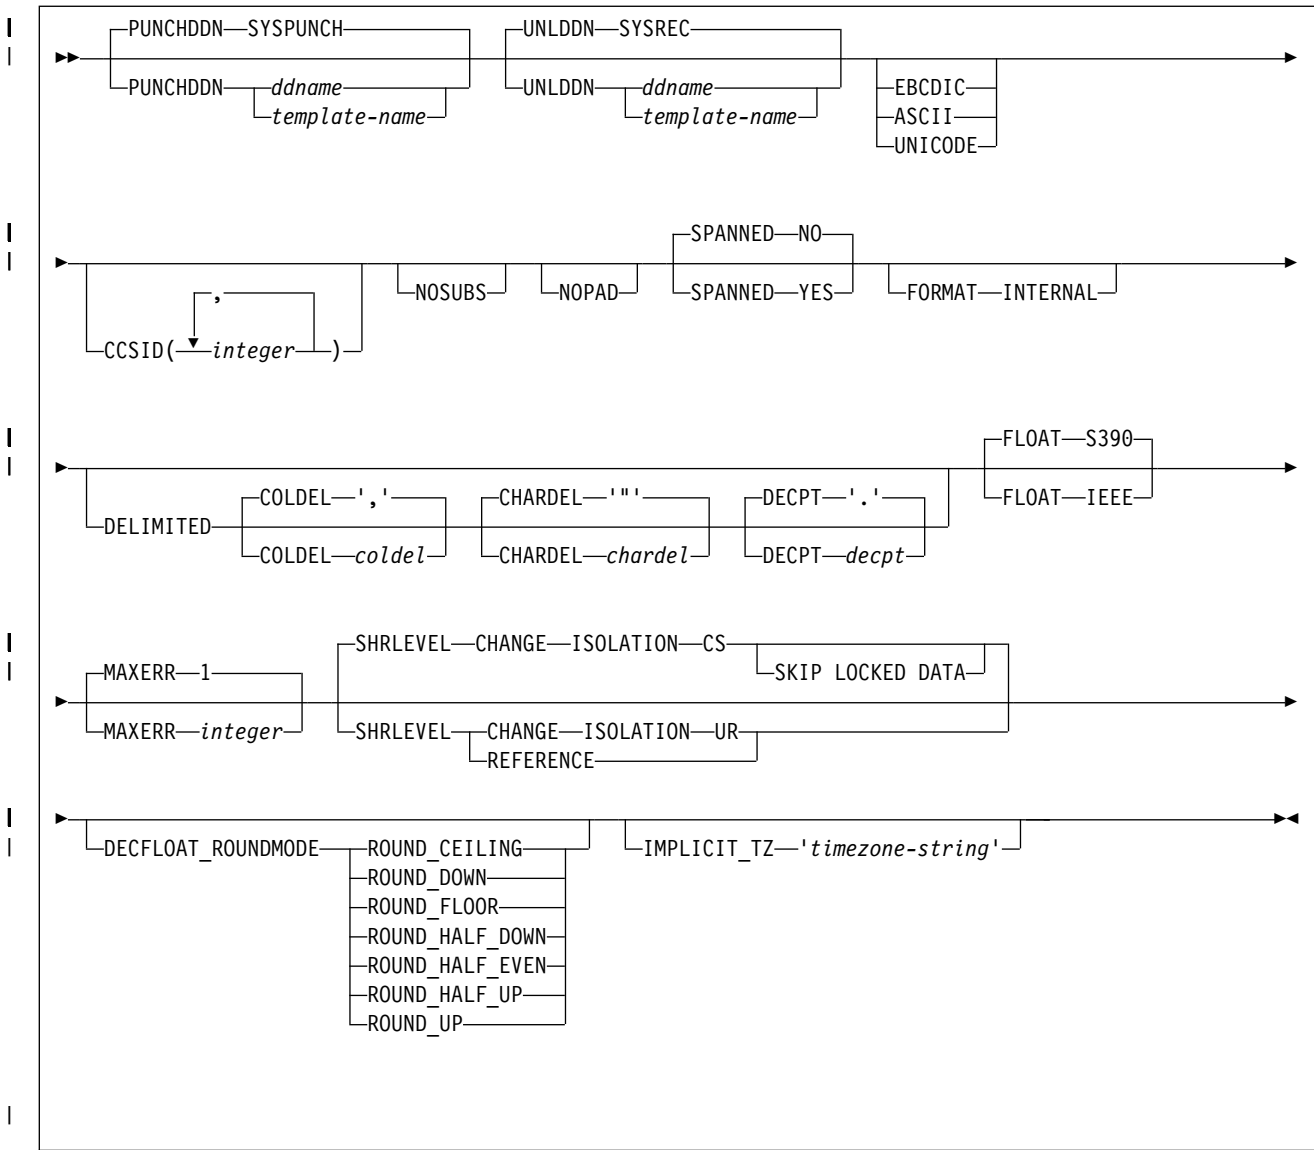 PUNCHDDN SYSPUNCH UNLDDN SYSREC
PUNCHDDN ddname UNLDDN ddname EBCDIC
template-name template-name ASCII
UNICODE
SPANNED NO
, NOSUBS NOPAD SPANNED YES FORMAT INTERNAL
CCSID( integer )
FLOAT S390
COLDEL ',' CHARDEL '"' DECPT '.' FLOAT IEEE
DELIMITED
COLDEL coldel CHARDEL chardel DECPT decpt
SHRLEVEL CHANGE ISOLATION CS
MAXERR 1 SKIP LOCKED DATA
MAXERR integer SHRLEVEL CHANGE ISOLATION UR
REFERENCE
DECFLOAT_ROUNDMODE ROUND_CEILING IMPLICIT_TZ 'timezone-string'
ROUND_DOWN
ROUND_FLOOR
ROUND_HALF_DOWN
ROUND_HALF_EVEN
ROUND_HALF_UP
ROUND_UP